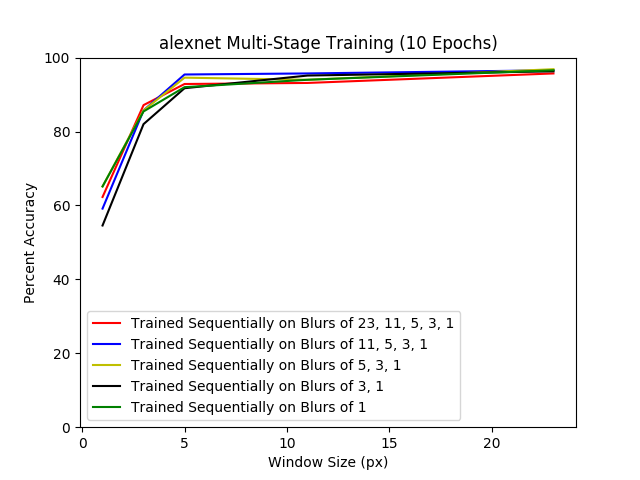 alexnet Multi-Stage Training (10 Epochs)
100
80
60
40
20
0
Percent Accuracy
Trained Sequentially on Blurs of 23, 11, 5, 3, 1
Trained Sequentially on Blurs of 11, 5, 3, 1
Trained Sequentially on Blurs of 5, 3, 1
Trained Sequentially on Blurs of 3, 1
Trained Sequentially on Blurs of 1
0 5 10 15 20
Window Size (px)